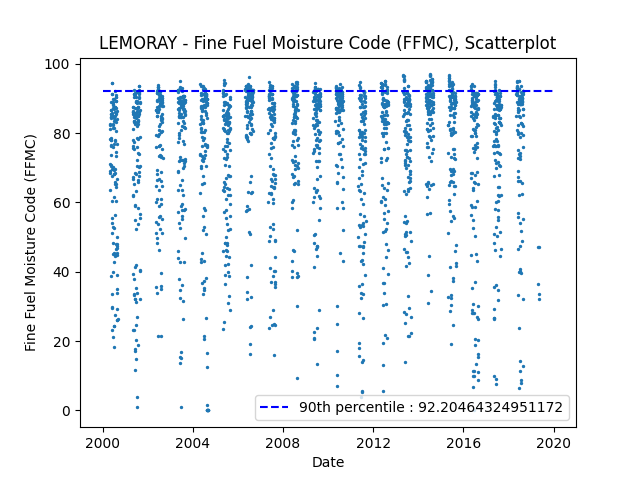 LEMORAY - Fine Fuel Moisture Code (FFMC), Scatterplot
Fine Fuel Moisture Code (FFMC)
100
80
60
40
20
0
90th percentile : 92.20464324951172
2000 2004 2008 2012 2016 2020
Date